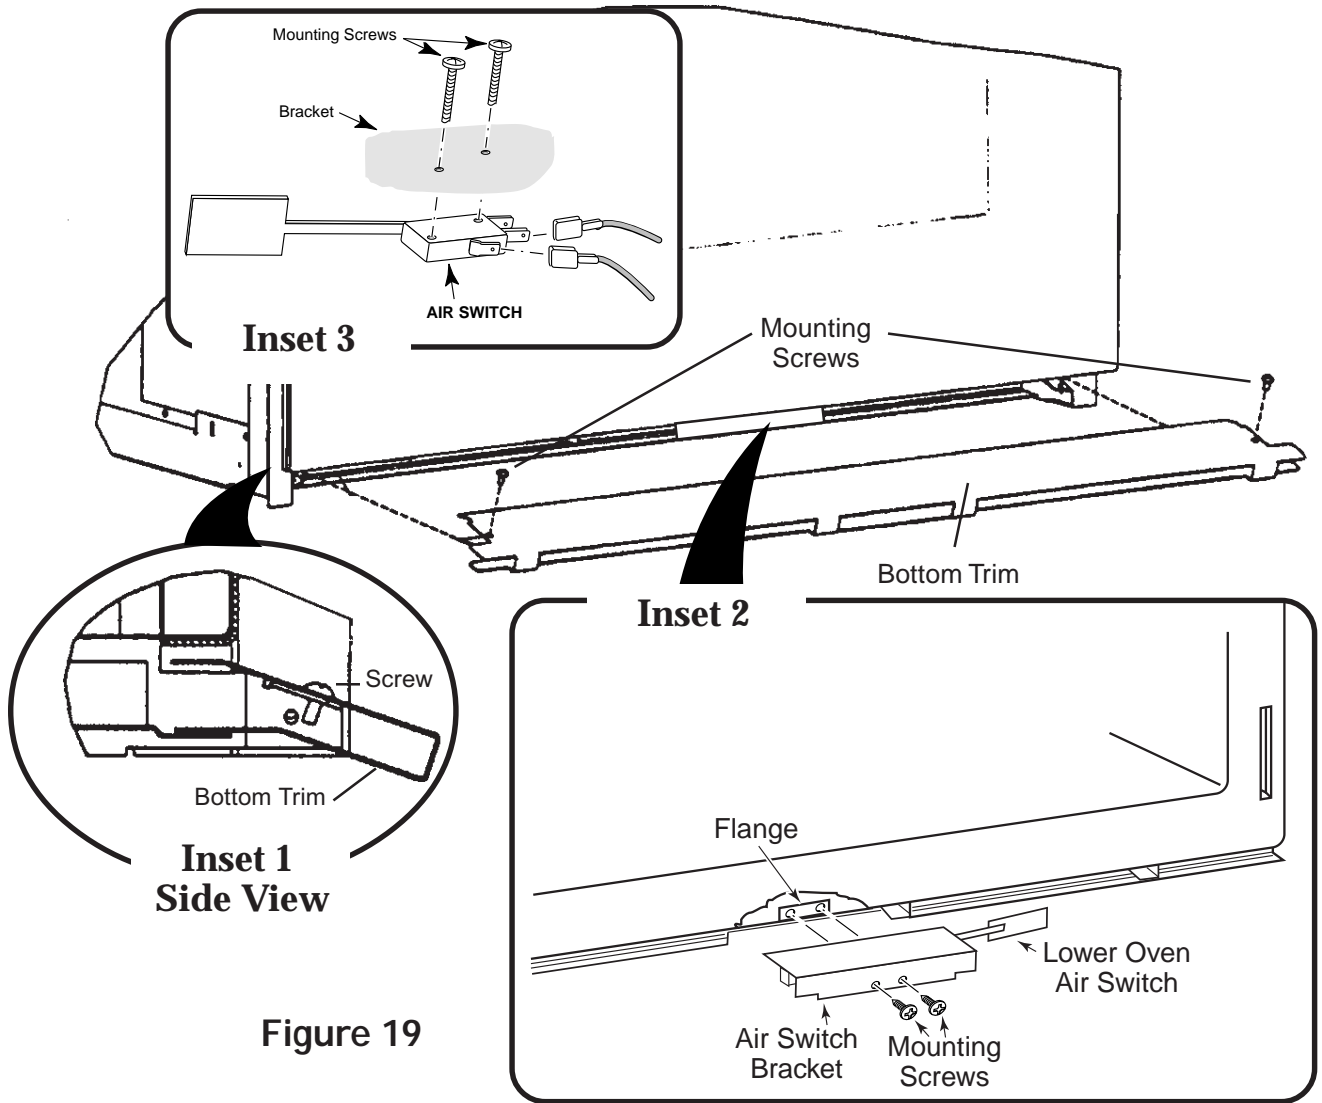 Mounting Screws
Bracket
AIR SWITCH
Inset 3
Mounting
Screws
Bottom Trim
Inset 2
Screw
Bottom Trim
Inset 1
Side View
Flange
Lower Oven
Air Switch
Air Switch
Bracket
Mounting
Screws
Figure 19